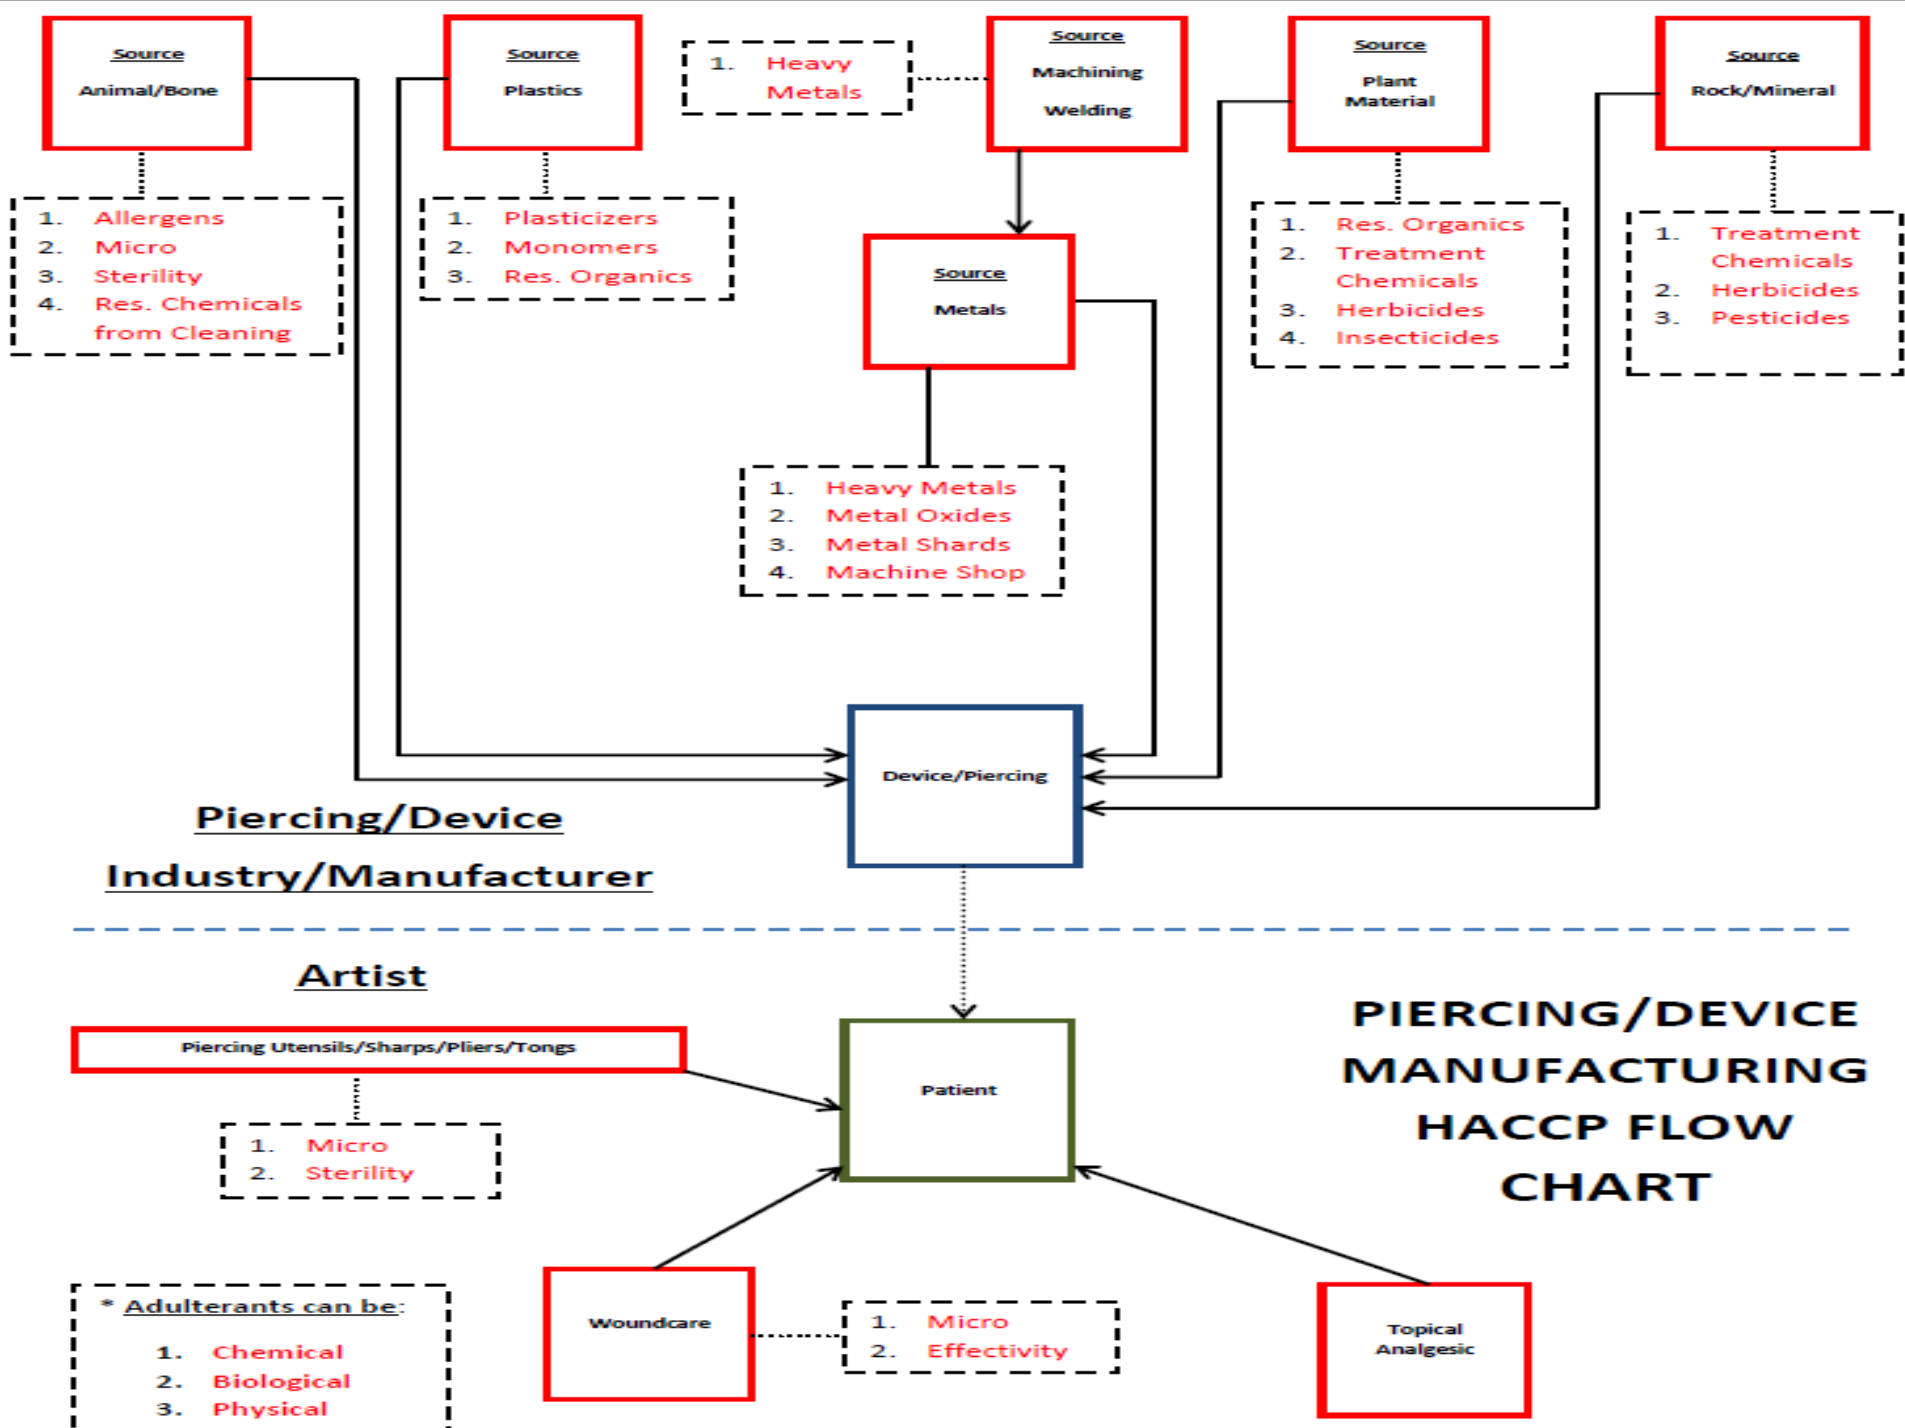 Source
Animal/Bone
1. Allergens
2. Micro
3. Sterility
4. Res. Chemicals
from Cleaning
Source
Plastics
1. Plasticizers
2. Monomers
3. Res. Organics
1. Heavy
Metals
Source
Machining
Welding
Source
Metals
1. Heavy Metals
2. Metal Oxides
3. Metal Shards
4. Machine Shop
Source
Plant
Material
1. Res. Organics
2. Treatment
Chemicals
3. Herbicides
4. Insecticides
Source
Rock/Mineral
1. Treatment
Chemicals
2. Herbicides
3. Pesticides
Device/Piercing
Piercing/Device
Industry/Manufacturer
Artist
Piercing Utensils/Sharps/Pliers/Tongs
1. Micro
2. Sterility
Patient
PIERCING/DEVICE
MANUFACTURING
HACCP FLOW
CHART
* Adulterants can be:
1. Chemical
2. Biological
3. Physical
Woundcare
1. Micro
2. Effectivity
Topical
Analgesic